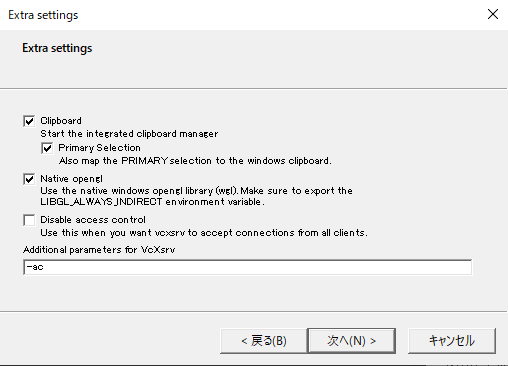 Extra settings
Extra settings
Clipboard
Start the integrated clipboard manager
Primary Selection
Also map the PRIMARY selection to the windows clipboard.
Native opengl
Use the native windows opengl library (wgl). Make sure to export the
LIBGL_ALWAYS_INDIRECT environment variable.
Disable access control
Use this when you want vcxsrv to accept connections from all clients.
Additional parameters for VcXsrv
-ac
< 戻る(B)
次へ(N) >
キャンセル